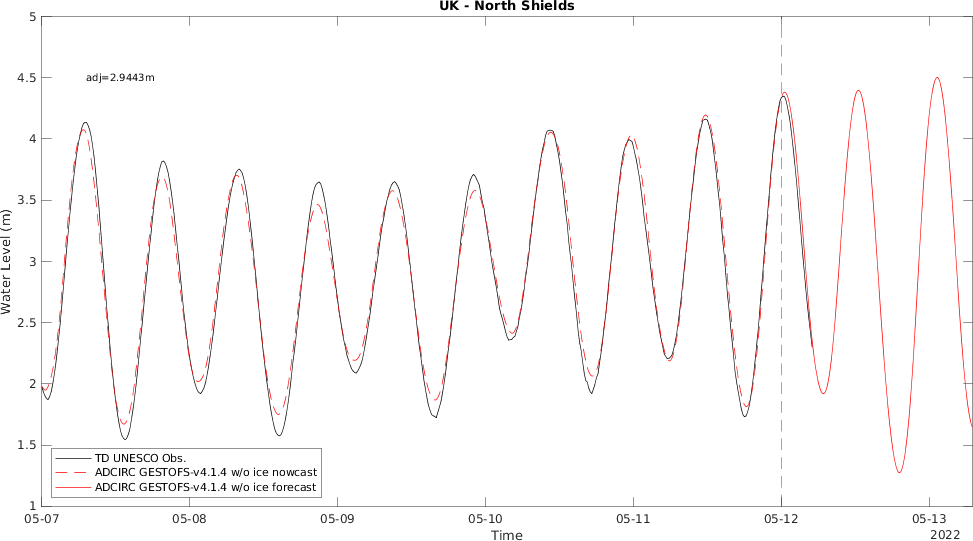 UK - North Shields
5
4.5
4
3.5
3
2.5
2
1.5
1
Water Level (m)
adj=2.9443m
TD UNESCO Obs.
ADCIRC GESTOFS-v4.1.4 w/o ice nowcast
ADCIRC GESTOFS-v4.1.4 w/o ice forecast
05-07 05-08 05-09 05-10 05-11 05-12 05-13
Time
2022